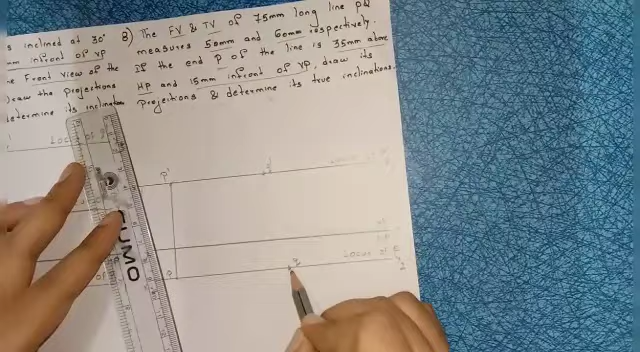 s inclined at 30°
mm infront of VP
he Front view of the
Draw the projections
determine its inclination
8) The FV & TV of 75mm long line PQ
measures 50mm and 60mm respectively.
If the end P of the line is 35mm above
HP and 15mm infront of VP, draw its
projections & determine its true inclinations.
Locus of
P'
Locus of
SUMO